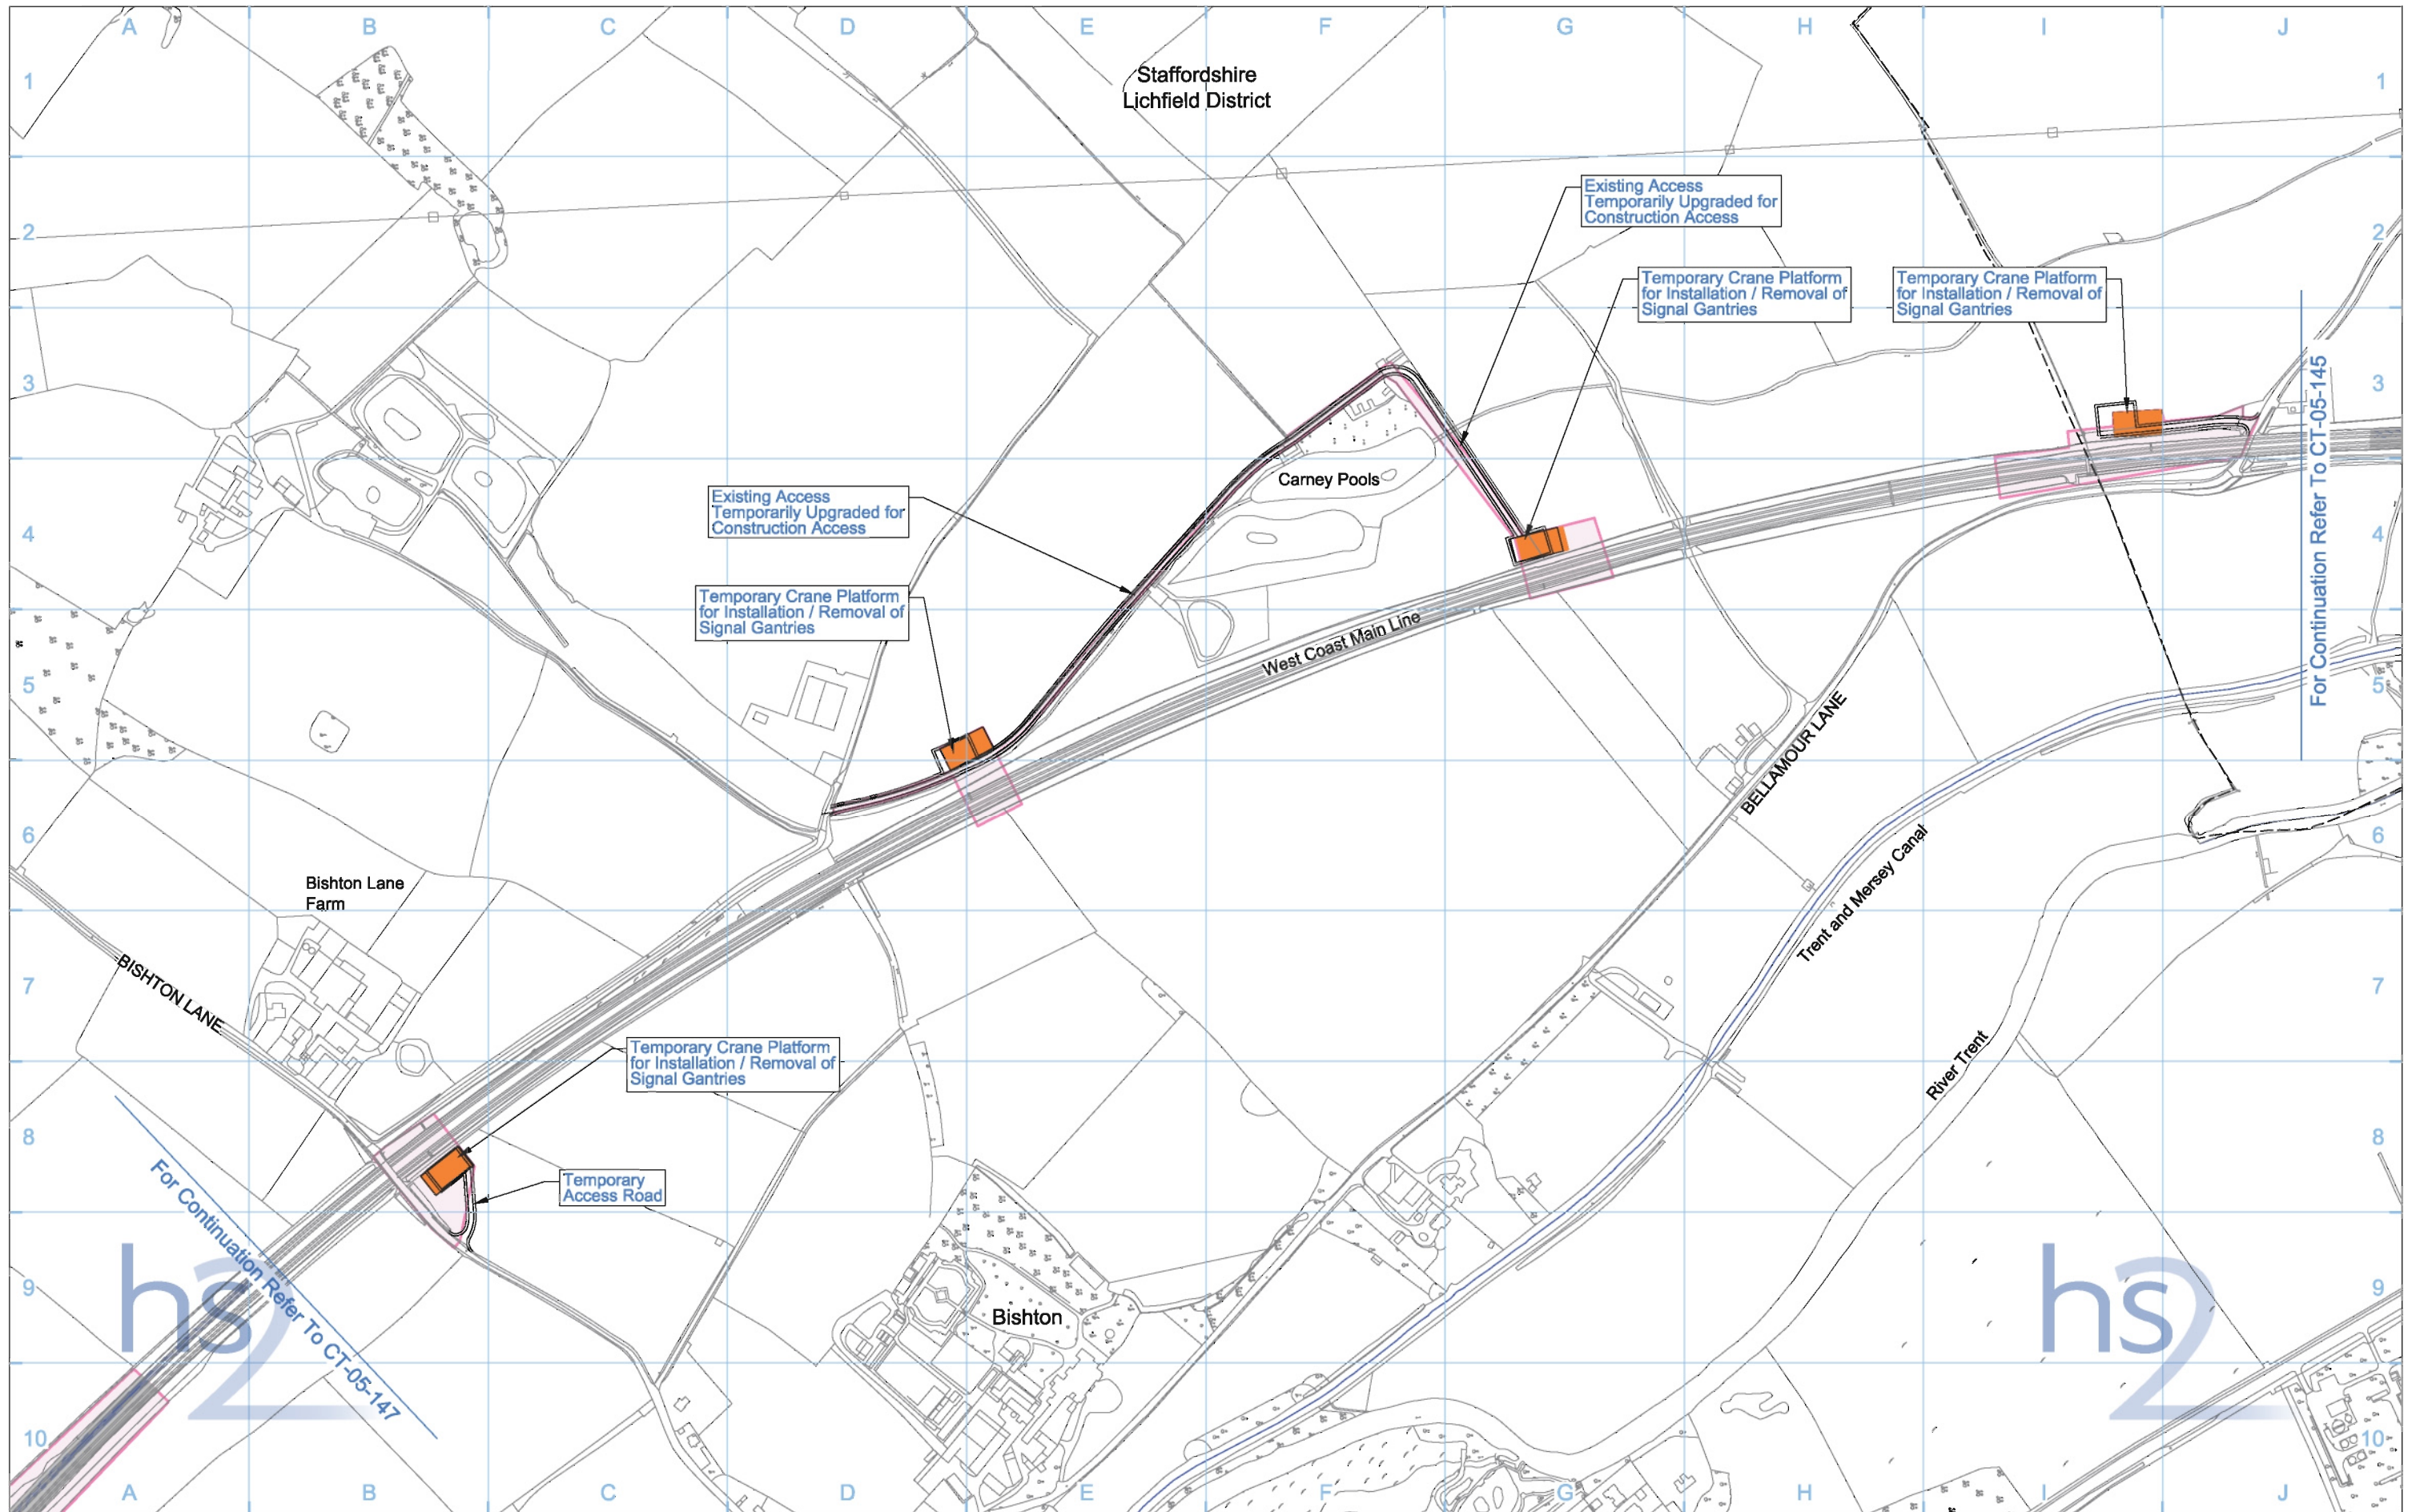 A B C D E F G H I J
1
Staffordshire
Lichfield District
1
Existing Access
Temporarily Upgraded for
Construction Access
2
2
Temporary Crane Platform
for Installation / Removal of
Signal Gantries
Temporary Crane Platform
for Installation / Removal of
Signal Gantries
3
3
For Continuation Refer To CT-05-145
Carney Pools
Existing Access
Temporarily Upgraded for
Construction Access
4
4
Temporary Crane Platform
for Installation / Removal of
Signal Gantries
West Coast Main Line
5
5
BELLAMOUR LANE
6
6
Trent and Mersey Canal
Bishton Lane
Farm
BISHTON LANE
7
7
River Trent
Temporary Crane Platform
for Installation / Removal of
Signal Gantries
8
8
Temporary
Access Road
For Continuation Refer To CT-05-147
9
9
hs2
hs2
Bishton
10
10
A B C D E F G H I J